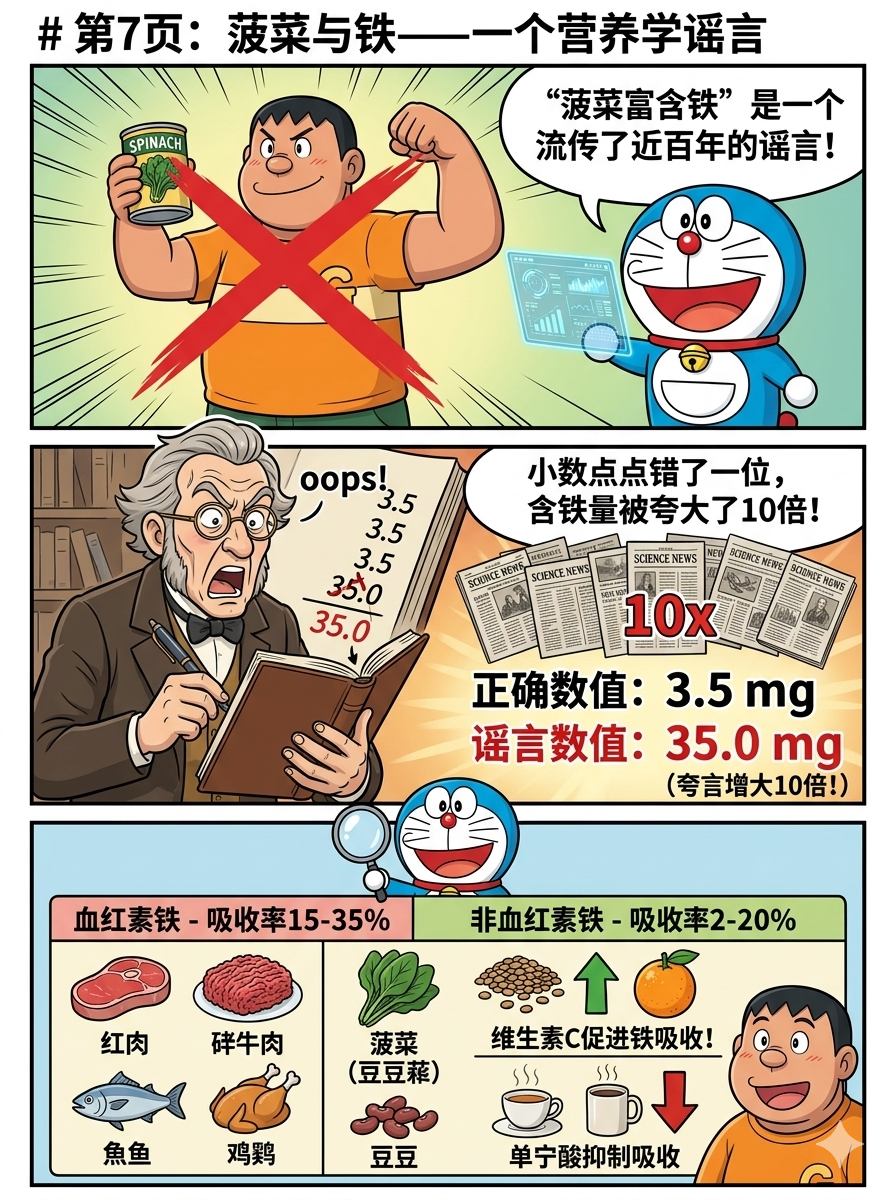 # 第7页：菠菜与铁——一个营养学谣言
SPINACH
“菠菜富含铁”是一个
流传了近百年的谣言！
G
oops!
3.5
3.5
3.5
35.0
35.0
小数点点错了一位，
含铁量被夸大了10倍！
SCIENCE NEWS
SCIENCE NEWS
SCIENCE NEWS
SCIENCE NEWS
SCIENCE NEWS
10x
正确数值：3.5 mg
谣言数值：35.0 mg
（夸言增大10倍！）
血红素铁 - 吸收率15-35%
非血红素铁 - 吸收率2-20%
红肉
碎牛肉
菠菜
维生素C促进铁吸收！
魚鱼
豆豆
单宁酸抑制吸收
G